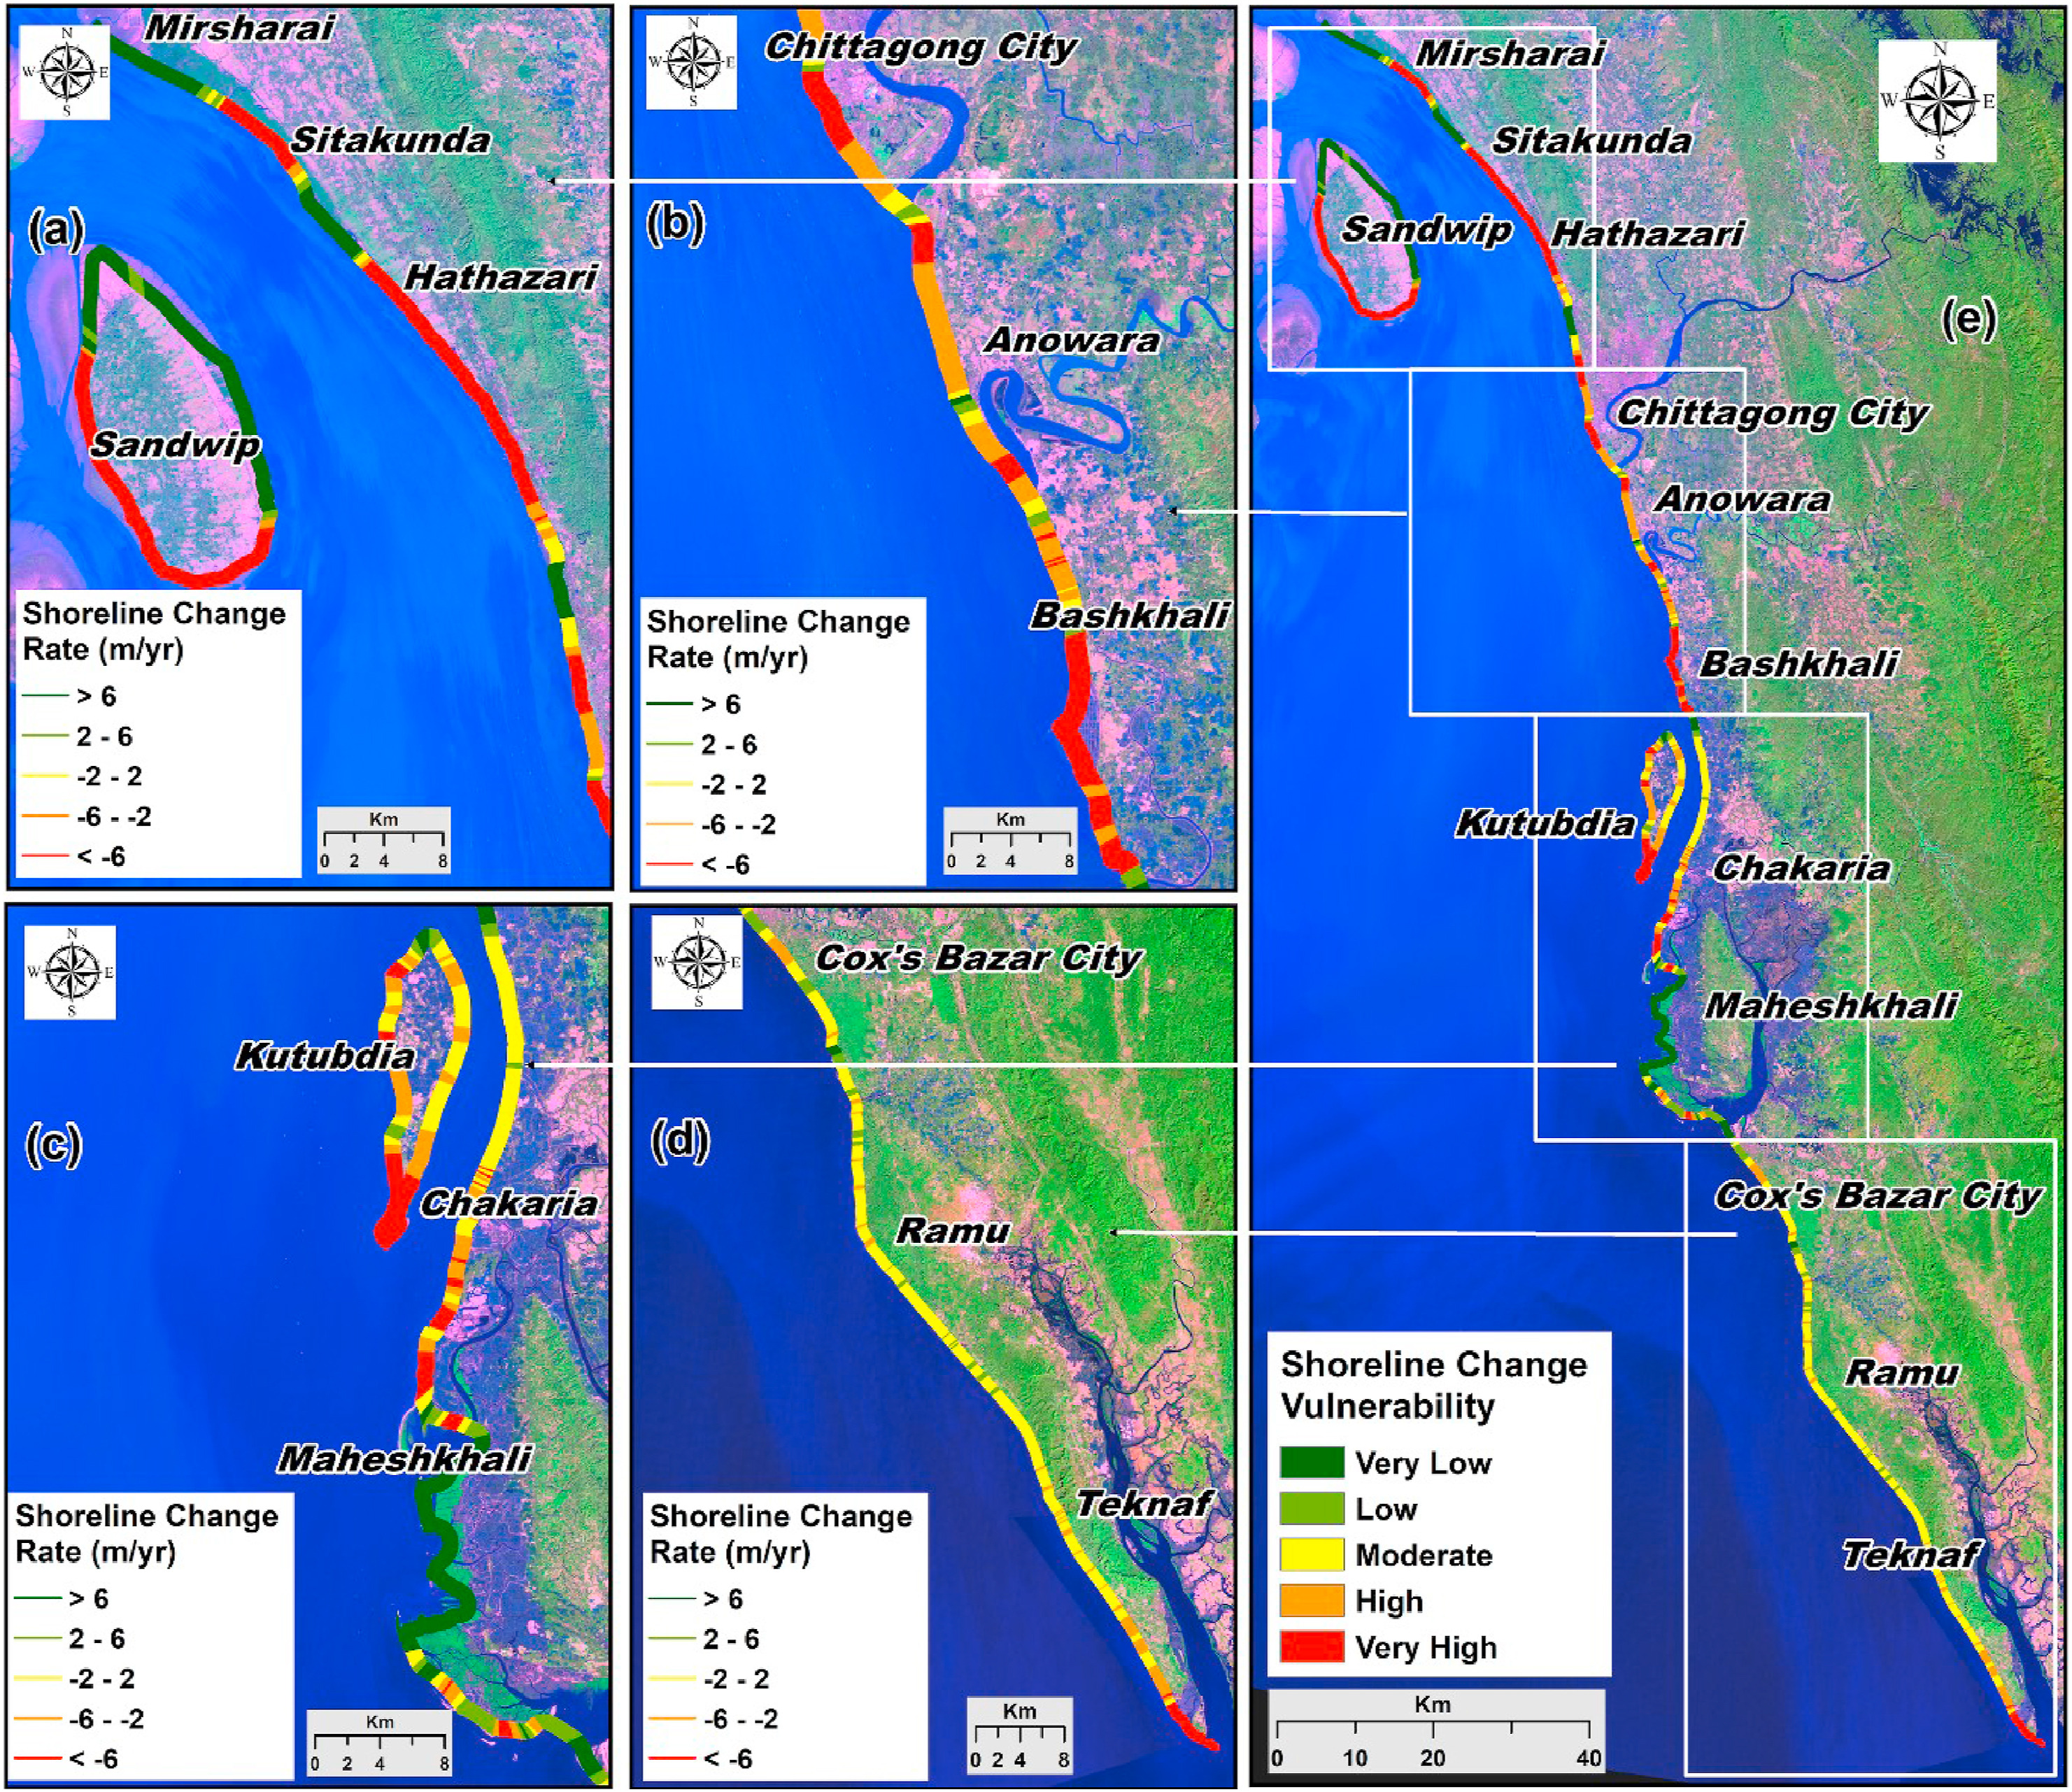 N
W
E
S
Mirsharai
Sitakunda
(a)
Hathazari
Sandwip
Shoreline Change
Rate (m/yr)
> 6
2 - 6
-2 - 2
-6 - -2
< -6
Km
0 2 4 8
N
W
E
S
Chittagong City
(b)
Anowara
Bashkhali
Shoreline Change
Rate (m/yr)
> 6
2 - 6
-2 - 2
-6 - -2
< -6
Km
0 2 4 8
N
W
E
S
Kutubdia
(c)
Chakaria
Maheshkhali
Shoreline Change
Rate (m/yr)
> 6
2 - 6
-2 - 2
-6 - -2
< -6
Km
0 2 4 8
N
W
E
S
Cox's Bazar City
(d)
Ramu
Teknaf
Shoreline Change
Rate (m/yr)
> 6
2 - 6
-2 - 2
-6 - -2
< -6
Km
0 2 4 8
N
W
E
S
Mirsharai
Sitakunda
Sandwip
Hathazari
(e)
Chittagong City
Anowara
Bashkhali
Kutubdia
Chakaria
Maheshkhali
Cox's Bazar City
Ramu
Teknaf
Shoreline Change
Vulnerability
Very Low
Low
Moderate
High
Very High
Km
0 10 20 40